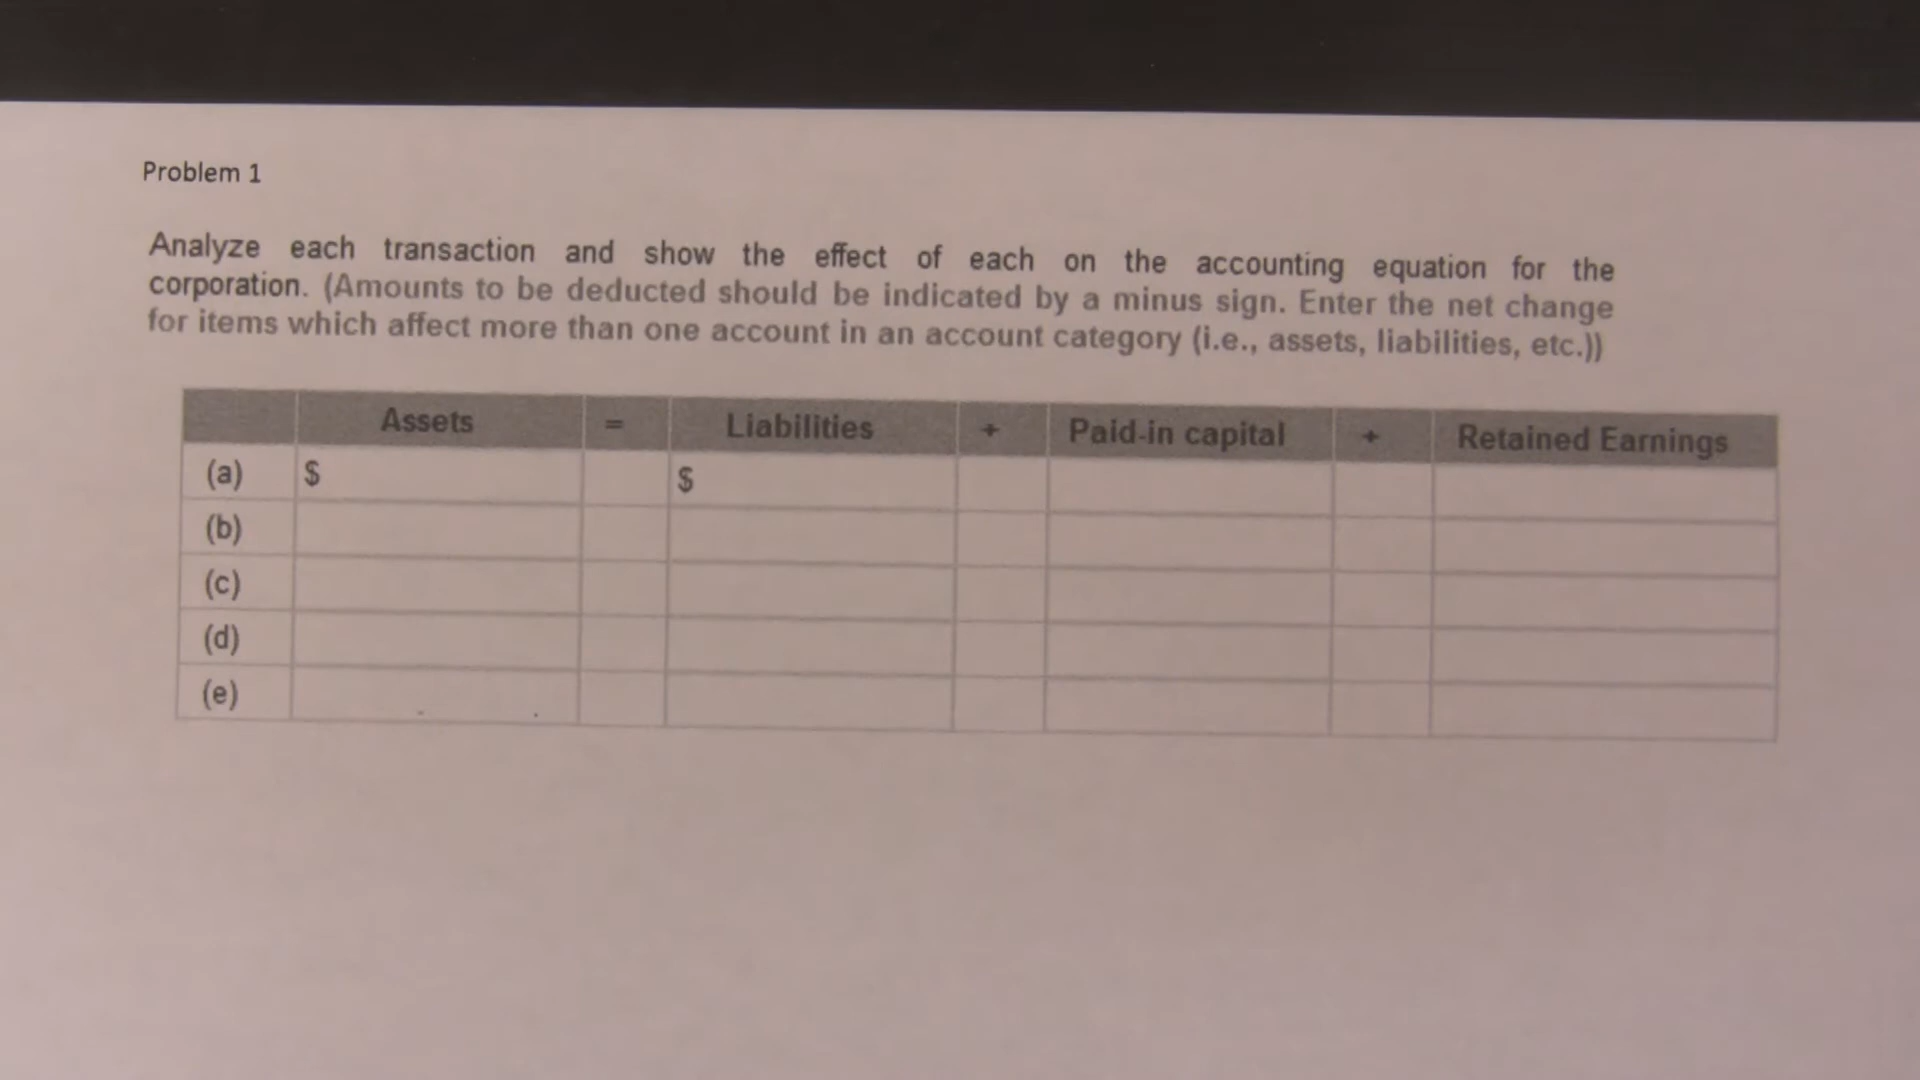 Problem 1
Analyze each transaction and show the effect of each on the accounting equation for the
corporation. (Amounts to be deducted should be indicated by a minus sign. Enter the net change
for items which affect more than one account in an account category (i.e., assets, liabilities, etc.))
Assets = Liabilities + Paid-in capital + Retained Earnings
(a) $ $
(b)
(c)
(d)
(e)